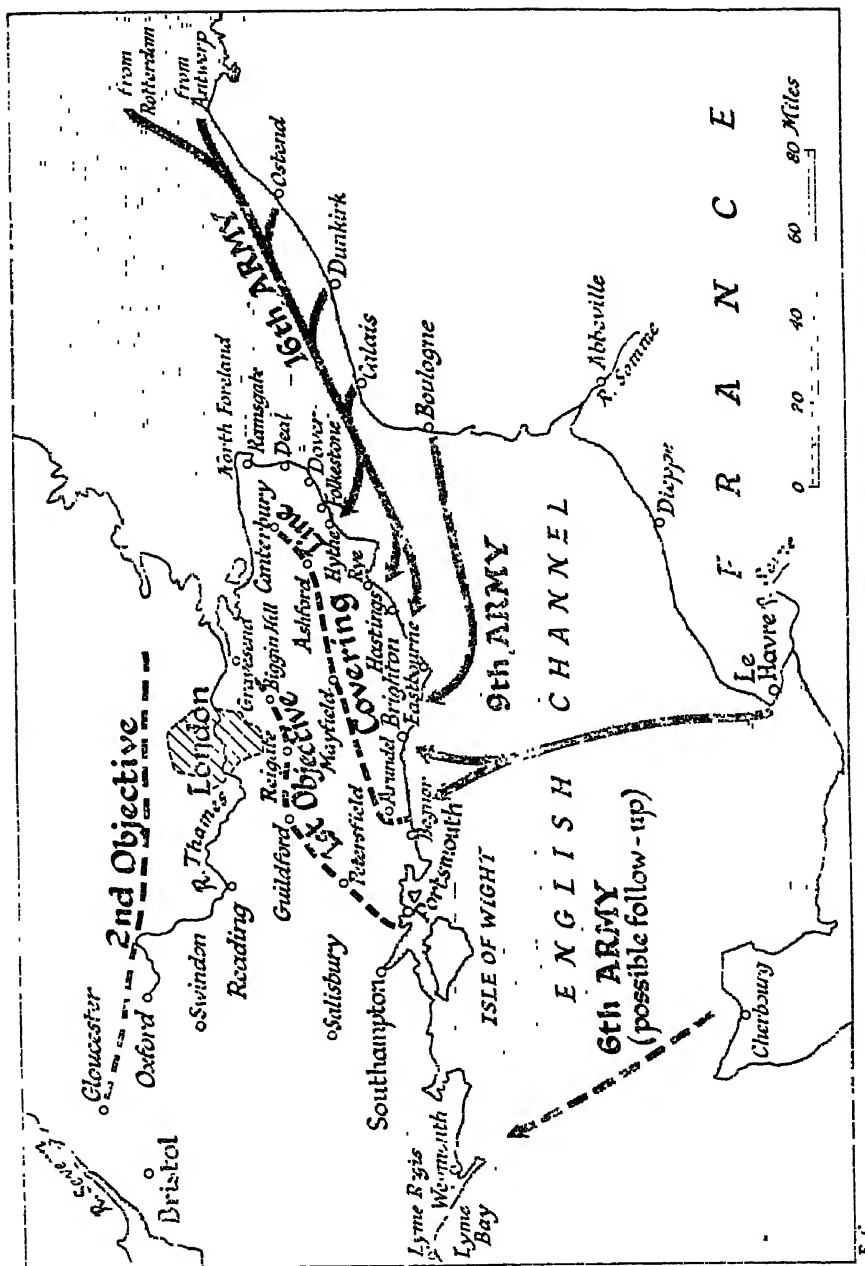 Gloucester
Oxford
2nd Objective
R. Severn
Bristol
Swindon
Reading
R. Thames
London
Gravesend
Biggin Hill
Reigate
Guildford
1st Objective
Canterbury
North Foreland
Ramsgate
Deal
Dover
Folkestone
Ashford
Line
Hythe
Rye
Mayfield
Covering
Hastings
Petersfield
Arundel
Brighton
Eastbourne
Salisbury
Southampton
Portsmouth
Bognor
ISLE OF WIGHT
Lyme Regis
Weymouth
Lyme
Bay
from
Rotterdam
from
Antwerp
16th ARMY
Ostend
Dunkirk
Calais
Boulogne
9th ARMY
ENGLISH CHANNEL
6th ARMY
(possible follow-up)
Cherbourg
Le
Havre
R. Seine
Dieppe
Abbeville
R. Somme
FRANCE
0 20 40 60 80 Miles